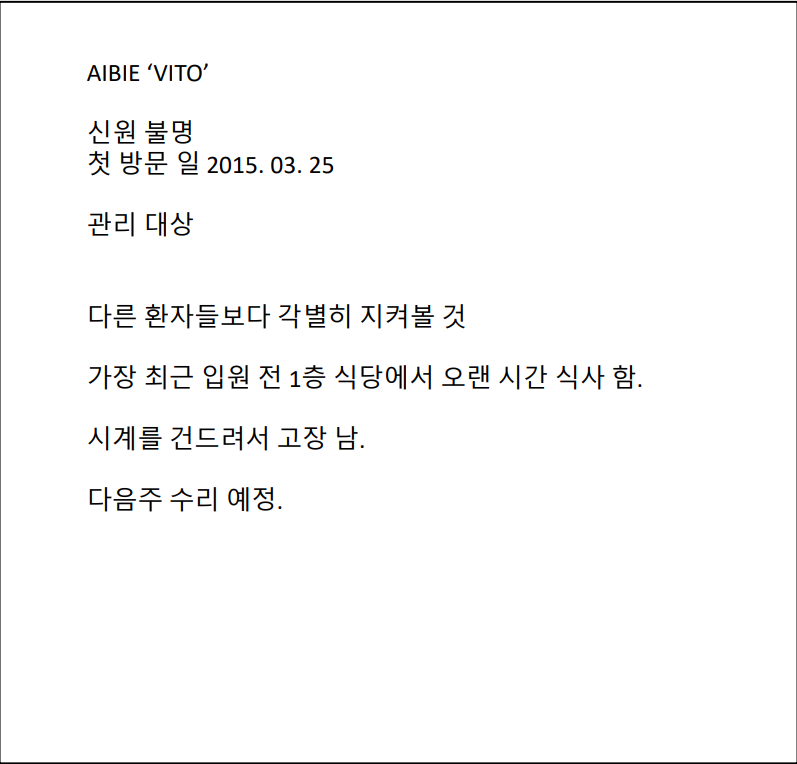 AIBIE ‘VITO’
신원 불명
첫 방문 일 2015. 03. 25
관리 대상
다른 환자들보다 각별히 지켜볼 것
가장 최근 입원 전 1층 식당에서 오랜 시간 식사 함.
시계를 건드려서 고장 남.
다음주 수리 예정.